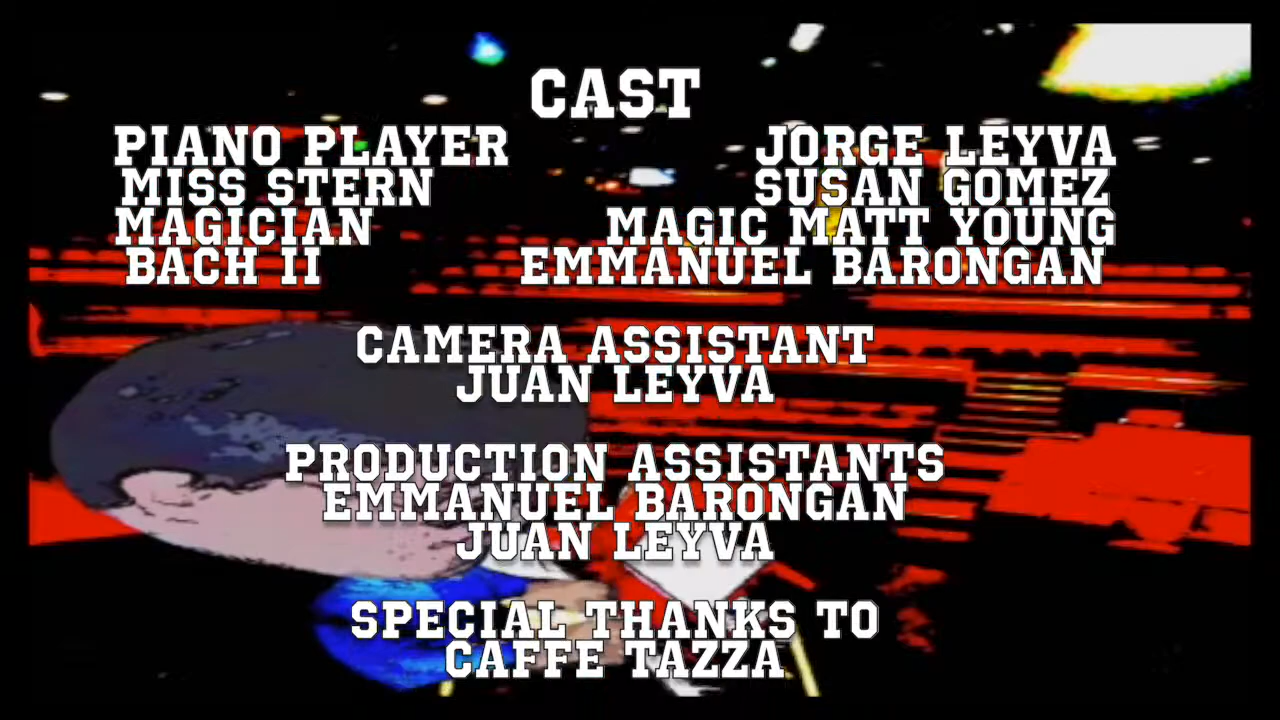 CAST
PIANO PLAYER JORGE LEYVA
MISS STERN SUSAN GOMEZ
MAGICIAN MAGIC MATT YOUNG
BACH II EMMANUEL BARONGAN
CAMERA ASSISTANT
JUAN LEYVA
PRODUCTION ASSISTANTS
EMMANUEL BARONGAN
JUAN LEYVA
SPECIAL THANKS TO
CAFFE TAZZA